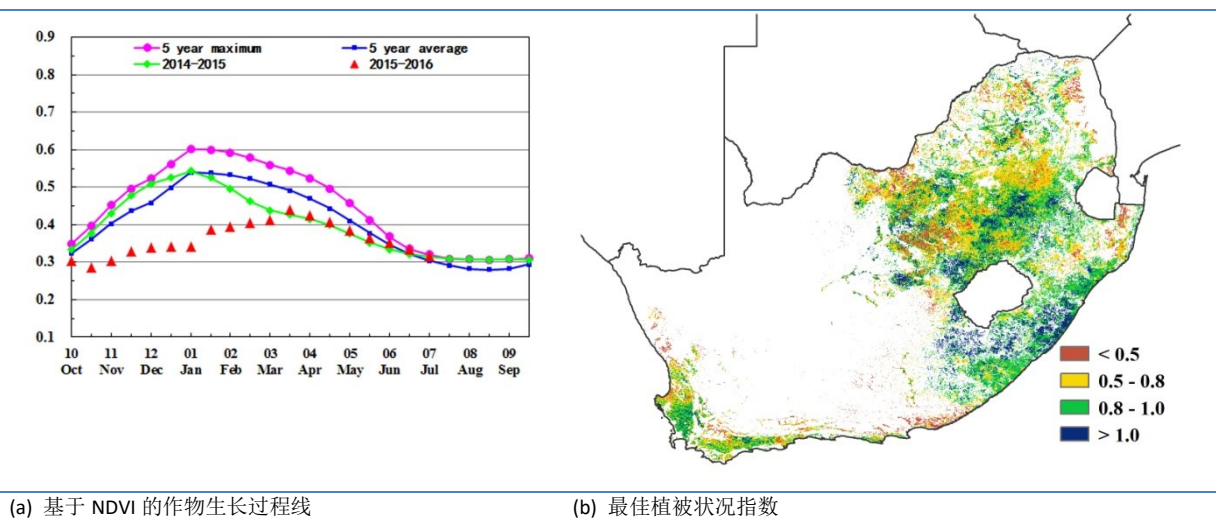 0.9
0.8
0.7
0.6
0.5
0.4
0.3
0.2
0.1
5 year maximum 5 year average
2014-2015 2015-2016
10 11 12 01 02 03 04 05 06 07 08 09
Oct Nov Dec Jan Feb Mar Apr May Jun Jul Aug Sep
< 0.5
0.5 - 0.8
0.8 - 1.0
> 1.0
(a) 基于 NDVI 的作物生长过程线 (b) 最佳植被状况指数